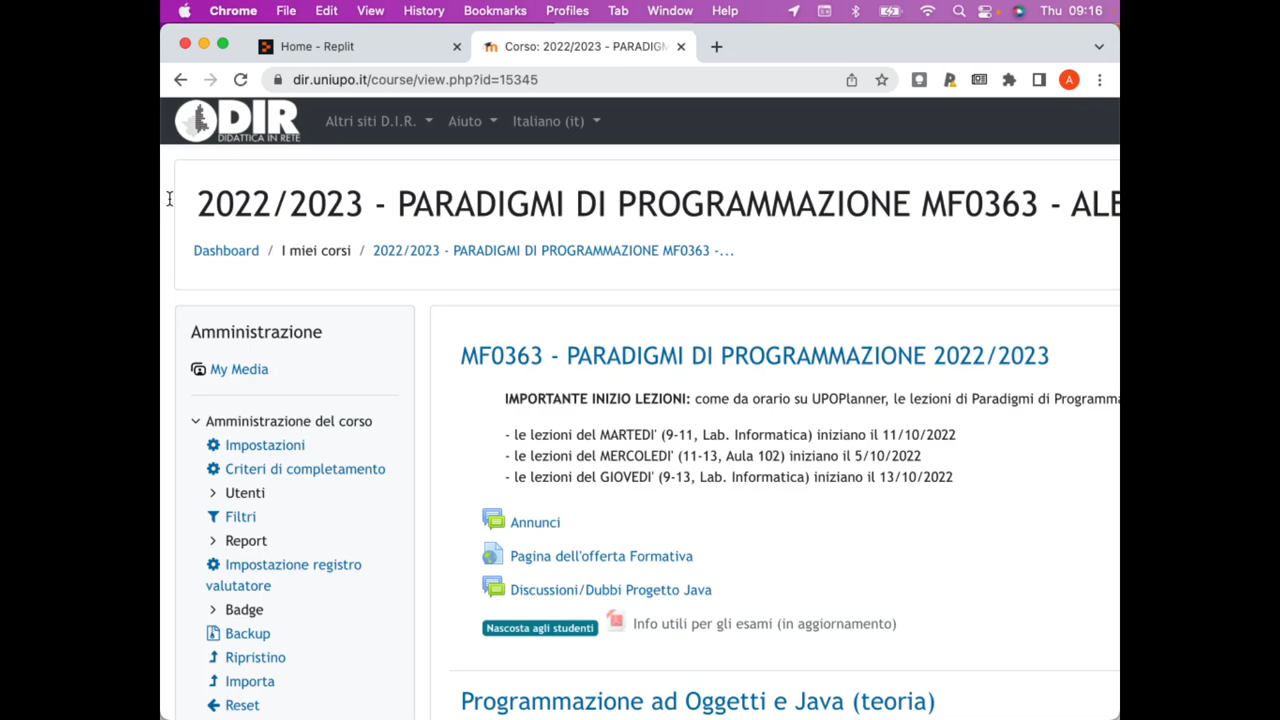 Chrome File Edit View History Bookmarks Profiles Tab Window Help Thu 09:16
Home - Replit
Corso: 2022/2023 - PARADIGM
dir.uniupo.it/course/view.php?id=15345
A
DIR
DIDATTICA IN RETE
Altri siti D.I.R. Aiuto Italiano (it)
2022/2023 - PARADIGMI DI PROGRAMMAZIONE MF0363 - ALE
Dashboard / I miei corsi / 2022/2023 - PARADIGMI DI PROGRAMMAZIONE MF0363 -...
Amministrazione
My Media
Amministrazione del corso
Impostazioni
Criteri di completamento
Utenti
Filtri
Report
Impostazione registro
valutatore
Badge
Backup
Ripristino
Importa
Reset
MF0363 - PARADIGMI DI PROGRAMMAZIONE 2022/2023
IMPORTANTE INIZIO LEZIONI: come da orario su UPOPlanner, le lezioni di Paradigmi di Programma
- le lezioni del MARTEDI' (9-11, Lab. Informatica) iniziano il 11/10/2022
- le lezioni del MERCOLEDI' (11-13, Aula 102) iniziano il 5/10/2022
- le lezioni del GIOVEDI' (9-13, Lab. Informatica) iniziano il 13/10/2022
Annunci
Pagina dell'offerta Formativa
Discussioni/Dubbi Progetto Java
Nascosta agli studenti Info utili per gli esami (in aggiornamento)
Programmazione ad Oggetti e Java (teoria)